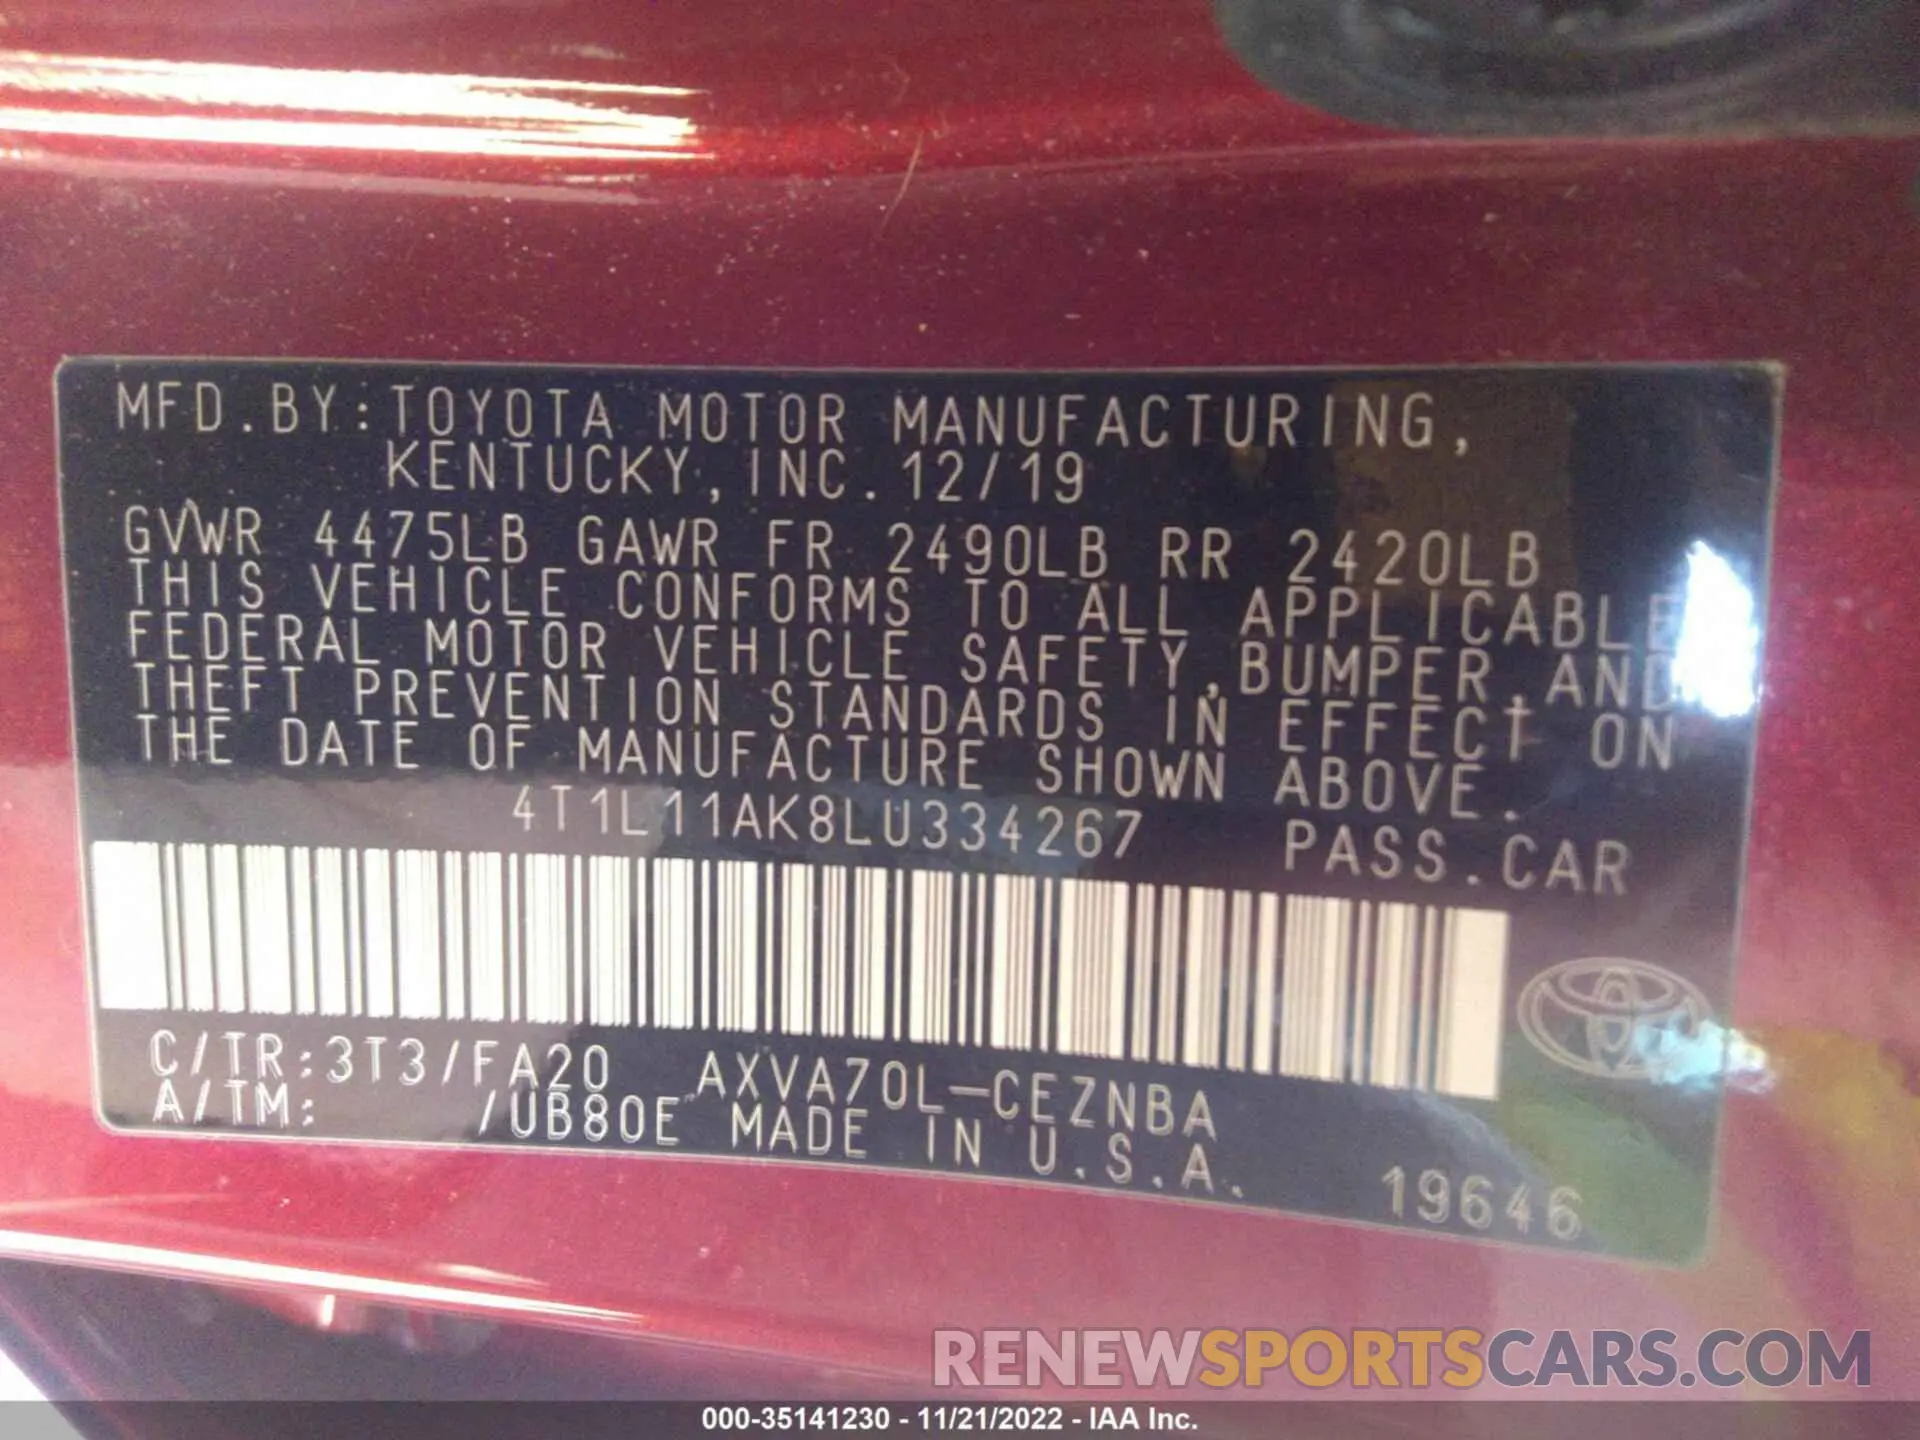 MFD.BY:TOYOTA MOTOR MANUFACTURING,
KENTUCKY,INC.12/19
GVWR 4475LB GAWR FR 2490LB RR 2420LB
THIS VEHICLE CONFORMS TO ALL APPLICABLE
FEDERAL MOTOR VEHICLE SAFETY,BUMPER,AND
THEFT PREVENTION STANDARDS IN EFFECT ON
THE DATE OF MANUFACTURE SHOWN ABOVE.
4T1L11AK8LU334267 PASS.CAR
C/TR:3T3/FA20 AXVA70L-CEZNBA
A/TM: /UB80E MADE IN U.S.A.
19646
RENEWSPORTSCARS.COM
000-35141230 - 11/21/2022 - IAA Inc.